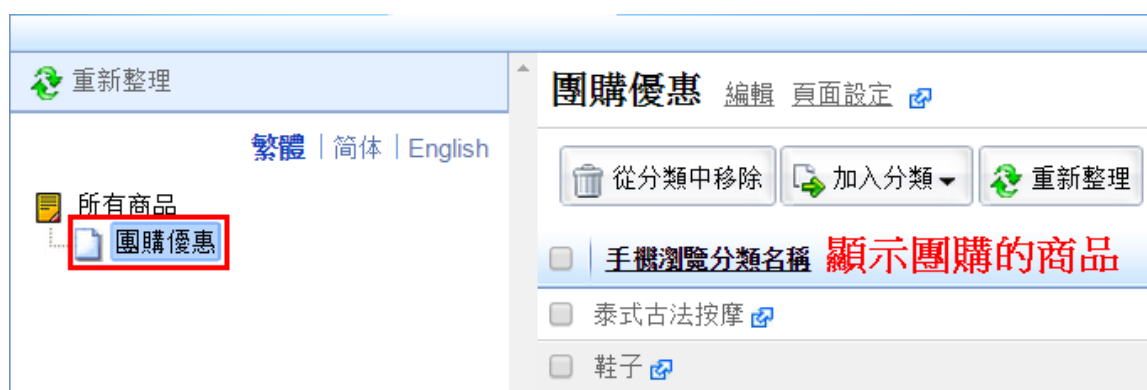 重新整理
繁體 | 简体 | English
所有商品
團購優惠
團購優惠 編輯 頁面設定
從分類中移除 加入分類 重新整理
手機瀏覽分類名稱 顯示團購的商品
泰式古法按摩
鞋子